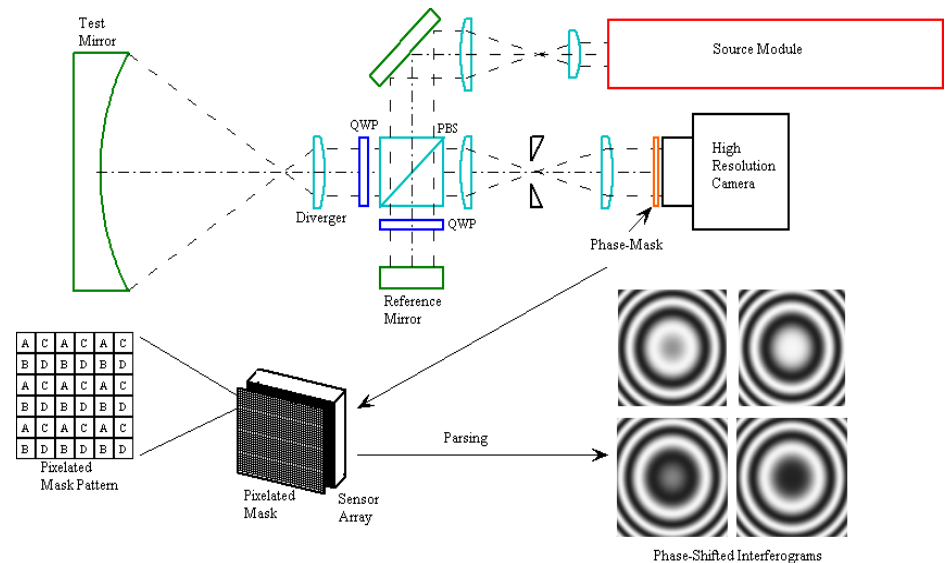 Test
Mirror
Source Module
QWP
PBS
High
Resolution
Camera
Diverger
QWP
Phase-Mask
Reference
Mirror
A C A C A C
B D B D B D
A C A C A C
B D B D B D
A C A C A C
B D B D B D
Pixelated
Mask Pattern
Parsing
Pixelated
Mask
Sensor
Array
Phase-Shifted Interferograms